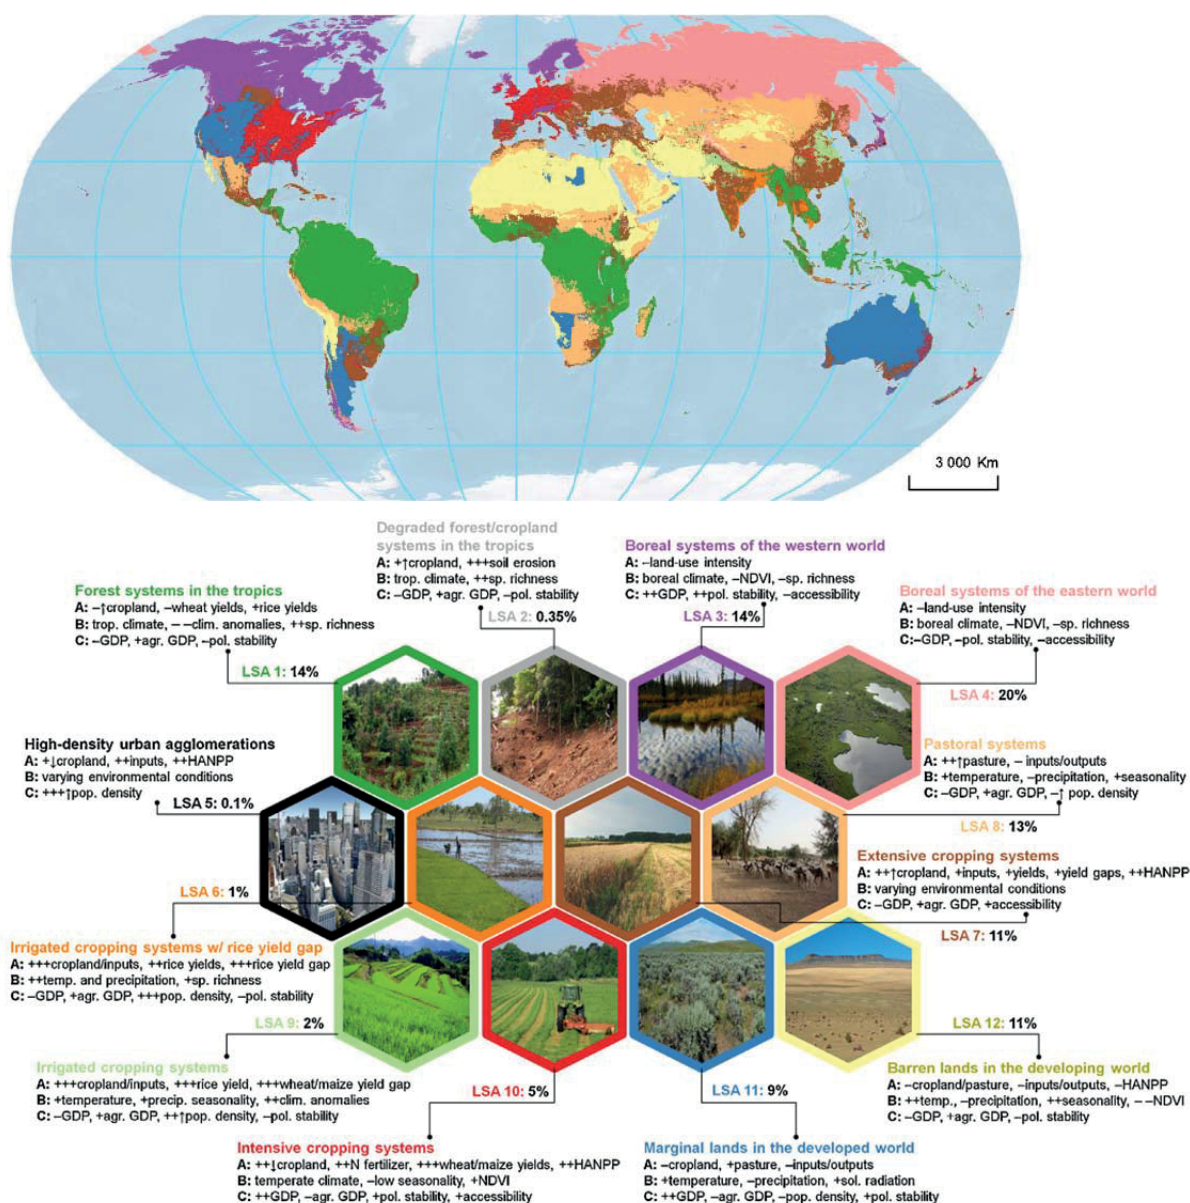 3 000 Km
Degraded forest/cropland
systems in the tropics
A: +↑cropland, +++soil erosion
B: trop. climate, ++sp. richness
C: –GDP, +agr. GDP, –pol. stability
LSA 2: 0.35%
Boreal systems of the western world
A: –land-use intensity
B: boreal climate, –NDVI, –sp. richness
C: ++GDP, ++pol. stability, –accessibility
LSA 3: 14%
Forest systems in the tropics
A: –↑cropland, –wheat yields, +rice yields
B: trop. climate, – –clim. anomalies, ++sp. richness
C: –GDP, +agr. GDP, –pol. stability
LSA 1: 14%
Boreal systems of the eastern world
A: –land-use intensity
B: boreal climate, –NDVI, –sp. richness
C:–GDP, –pol. stability, –accessibility
LSA 4: 20%
High-density urban agglomerations
A: +↓cropland, ++inputs, ++HANPP
B: varying environmental conditions
C: +++↑pop. density
LSA 5: 0.1%
Pastoral systems
A: ++↑pasture, – inputs/outputs
B: +temperature, –precipitation, +seasonality
C: –GDP, +agr. GDP, –↑ pop. density
LSA 8: 13%
Extensive cropping systems
A: ++↑cropland, +inputs, +yields, +yield gaps, ++HANPP
B: varying environmental conditions
C: –GDP, +agr. GDP, +accessibility
LSA 7: 11%
LSA 6: 1%
Irrigated cropping systems w/ rice yield gap
A: +++cropland/inputs, ++rice yields, +++rice yield gap
B: ++temp. and precipitation, +sp. richness
C: –GDP, +agr. GDP, +++pop. density, –pol. stability
LSA 9: 2%
Irrigated cropping systems
A: +++cropland/inputs, +++rice yield, +++wheat/maize yield gap
B: +temperature, +precip. seasonality, ++clim. anomalies
C: –GDP, +agr. GDP, ++↑pop. density, –pol. stability
LSA 12: 11%
Barren lands in the developing world
A: –cropland/pasture, –inputs/outputs, –HANPP
B: ++temp., –precipitation, ++seasonality, – –NDVI
C: –GDP, +agr. GDP, –pol. stability
LSA 10: 5%
Intensive cropping systems
A: ++↓cropland, ++N fertilizer, +++wheat/maize yields, ++HANPP
B: temperate climate, –low seasonality, +NDVI
C: ++GDP, –agr. GDP, +pol. stability, +accessibility
LSA 11: 9%
Marginal lands in the developed world
A: –cropland, +pasture, –inputs/outputs
B: +temperature, –precipitation, +sol. radiation
C: ++GDP, –agr. GDP, –pop. density, +pol. stability